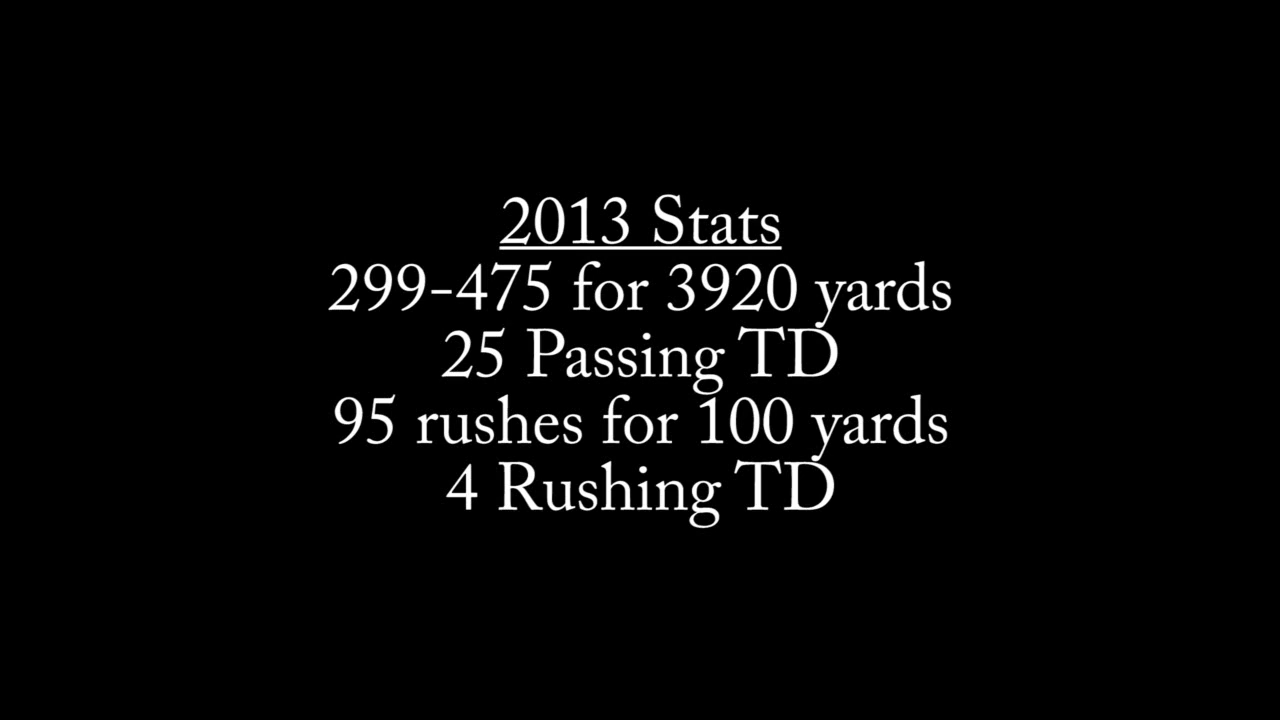 2013 Stats
299-475 for 3920 yards
25 Passing TD
95 rushes for 100 yards
4 Rushing TD